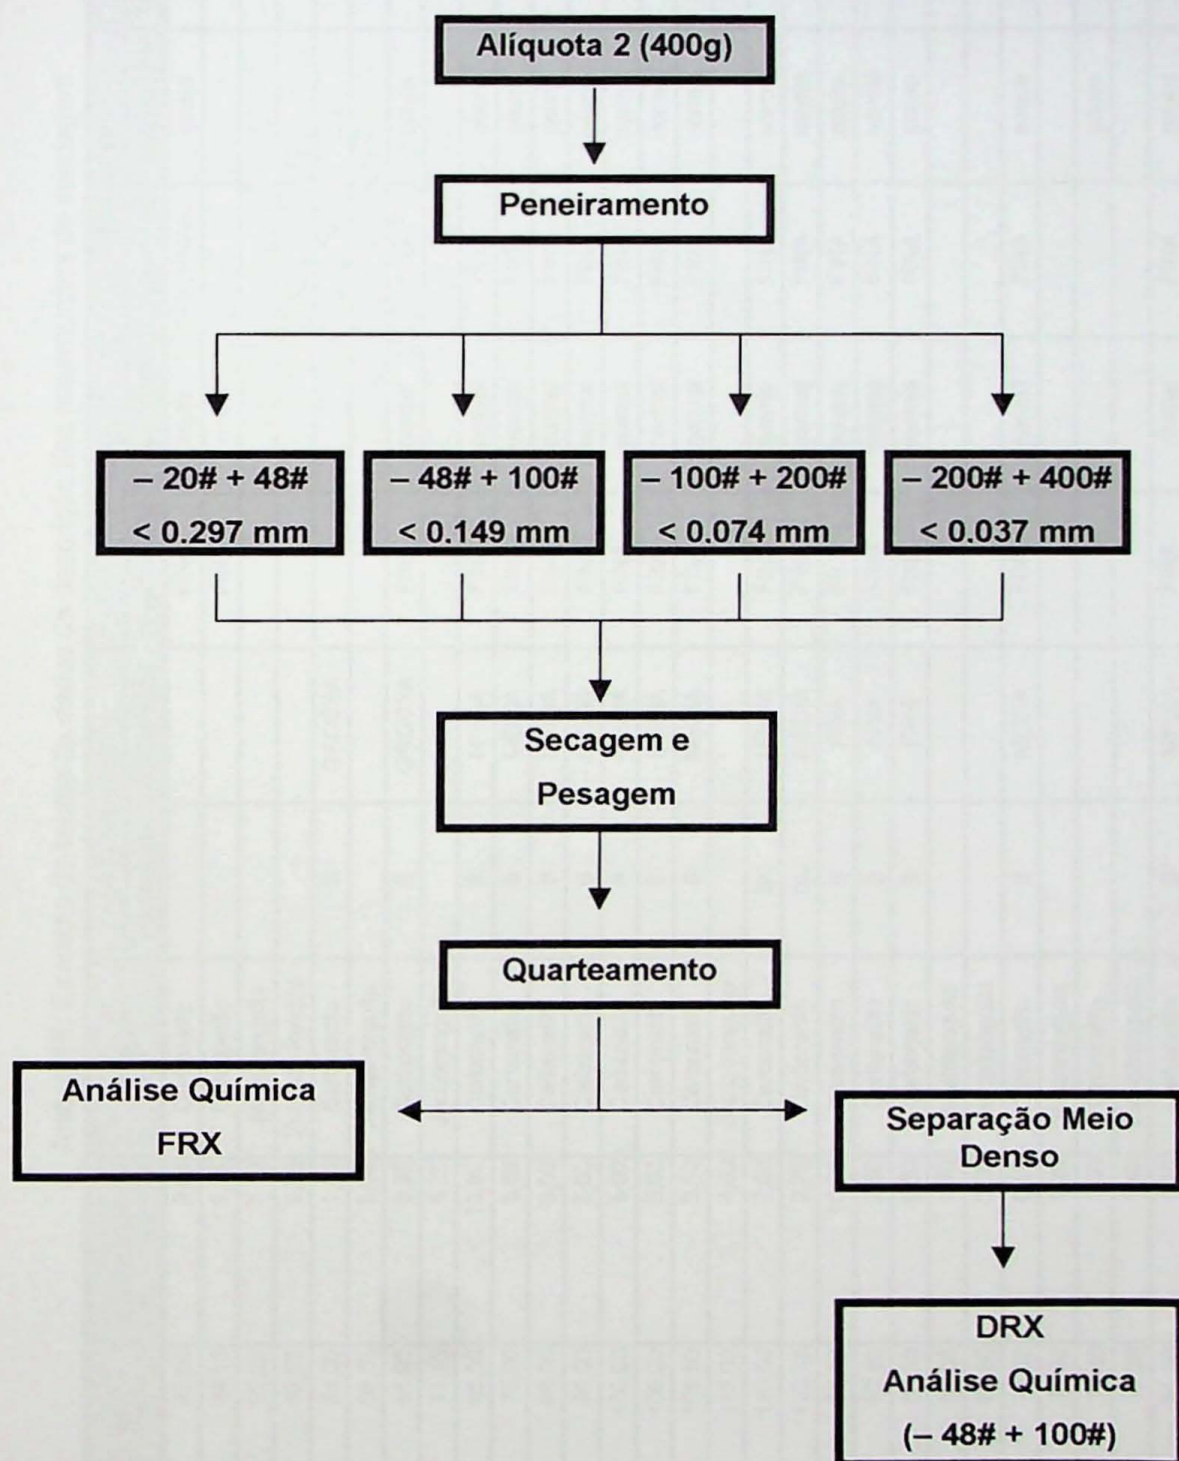 Alíquota 2 (400g)
Peneiramento
– 20# + 48#
< 0.297 mm
– 48# + 100#
< 0.149 mm
– 100# + 200#
< 0.074 mm
– 200# + 400#
< 0.037 mm
Secagem e
Pesagem
Quarteamento
Análise Química
FRX
Separação Meio
Denso
DRX
Análise Química
(– 48# + 100#)